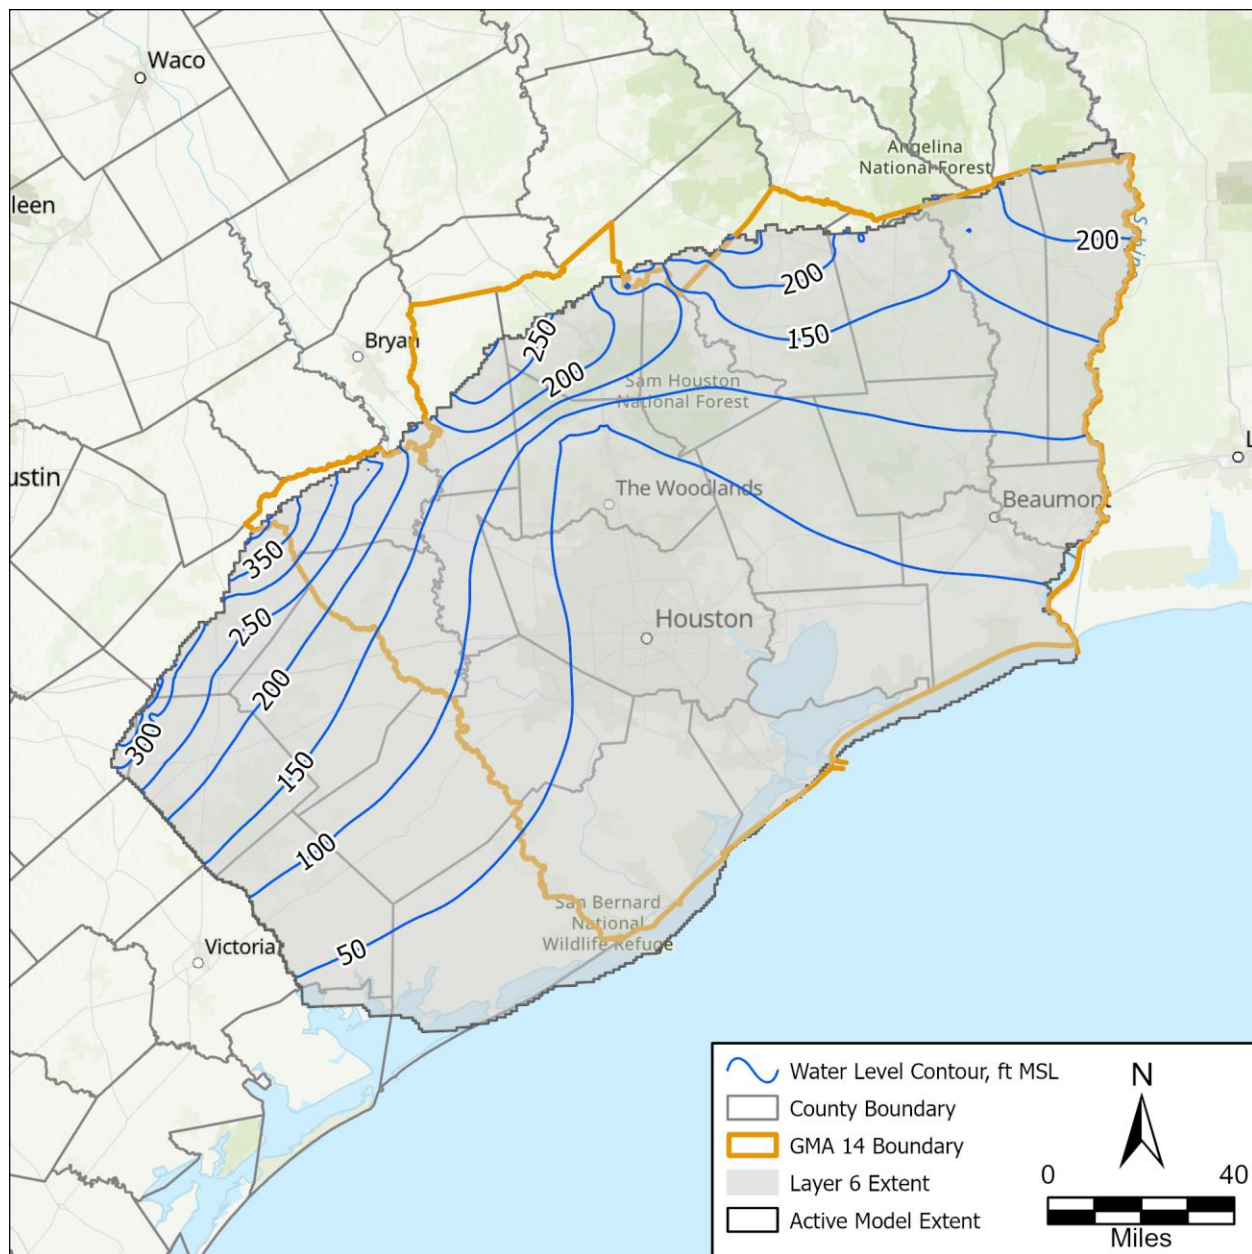 Waco
Angelina
National Forest
leen
200
Sabin
200
250
Bryan
150
200
Sam Houston
National Forest
ustin
L
The Woodlands
Beaumont
350
250
Houston
200
300
150
100
San Bernard
National
Wildlife Refuge
Victoria
50
Water Level Contour, ft MSL
County Boundary
GMA 14 Boundary
Layer 6 Extent
Active Model Extent
N
0 40
Miles